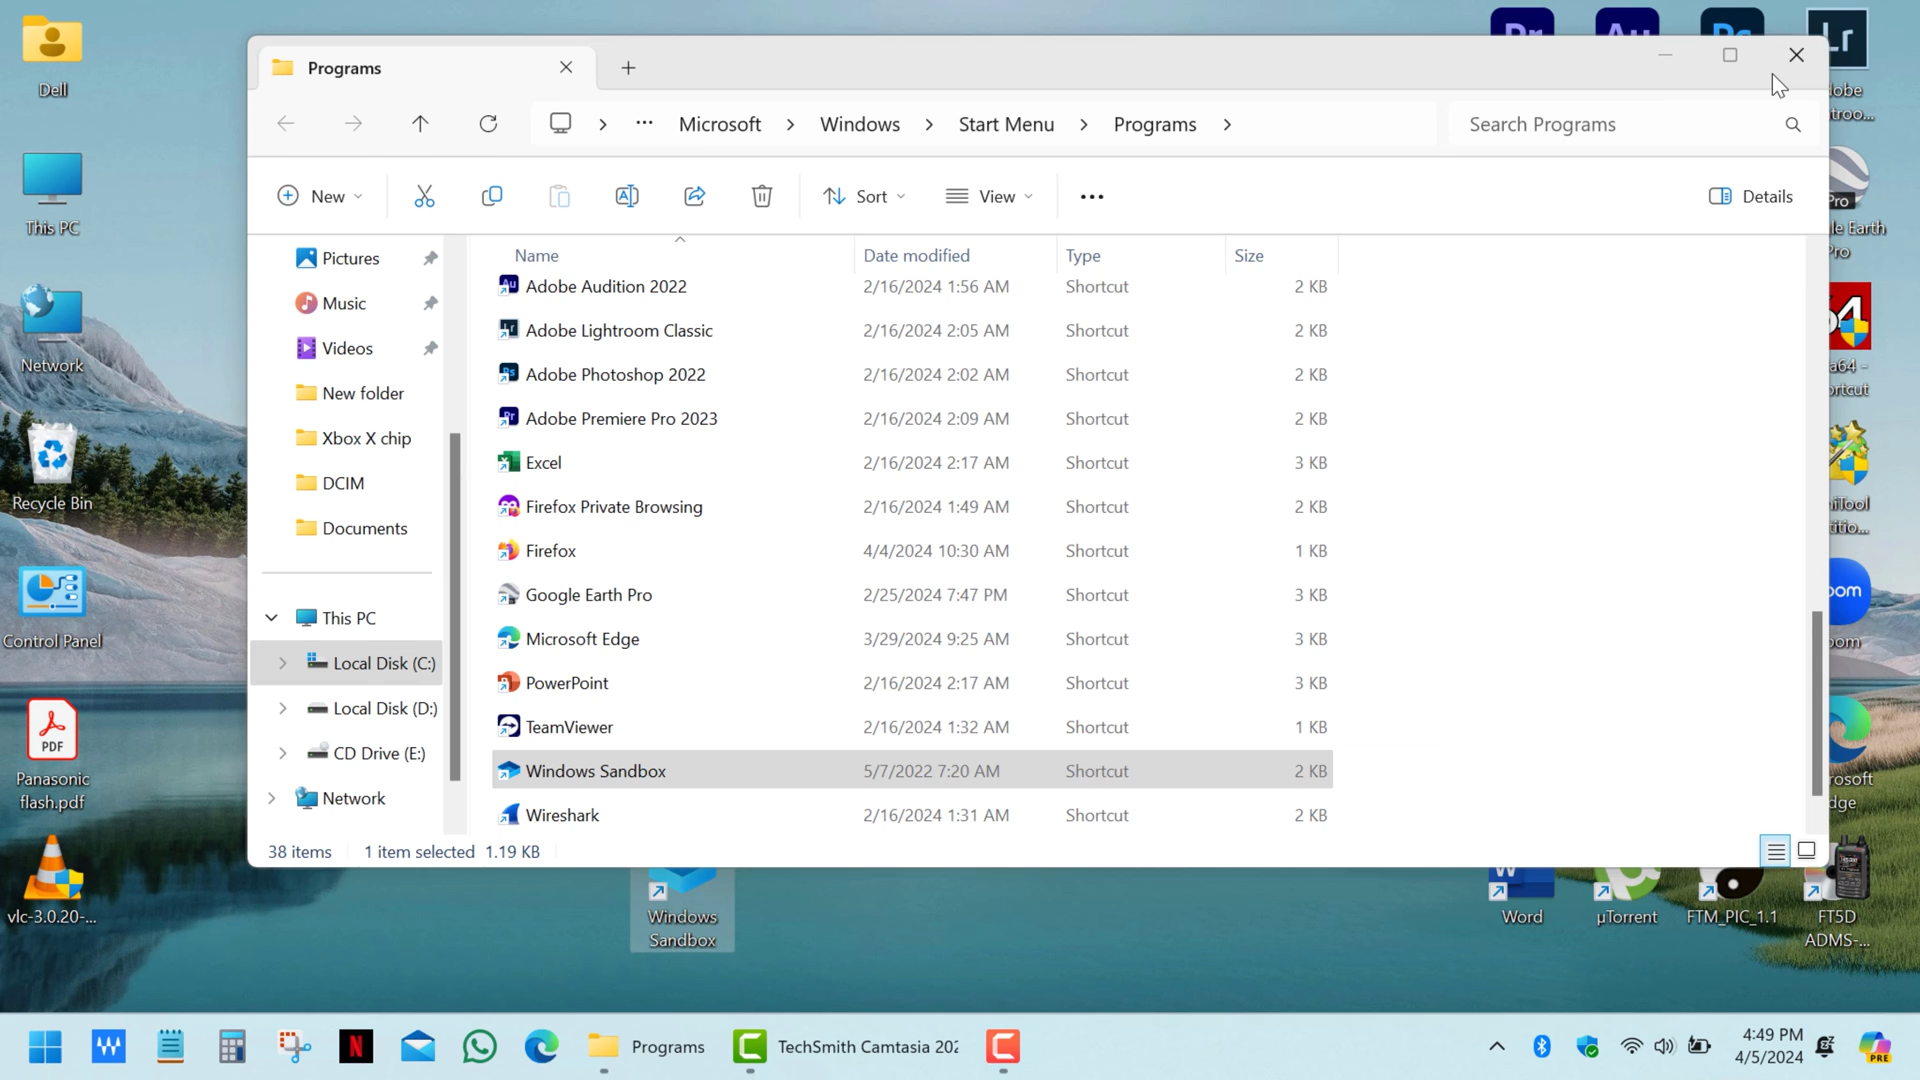 Dell
This PC
Network
Recycle Bin
Control Panel
PDF
Panasonic
flash.pdf
vlc-3.0.20-...
Programs
Microsoft
Windows
Start Menu
Programs
Search Programs
New
Sort
View
Details
Pictures
Music
Videos
New folder
Xbox X chip
DCIM
Documents
This PC
Local Disk (C:)
Local Disk (D:)
CD Drive (E:)
Network
Name Date modified Type Size
Adobe Audition 2022 2/16/2024 1:56 AM Shortcut 2 KB
Adobe Lightroom Classic 2/16/2024 2:05 AM Shortcut 2 KB
Adobe Photoshop 2022 2/16/2024 2:02 AM Shortcut 2 KB
Adobe Premiere Pro 2023 2/16/2024 2:09 AM Shortcut 2 KB
Excel 2/16/2024 2:17 AM Shortcut 3 KB
Firefox Private Browsing 2/16/2024 1:49 AM Shortcut 2 KB
Firefox 4/4/2024 10:30 AM Shortcut 1 KB
Google Earth Pro 2/25/2024 7:47 PM Shortcut 3 KB
Microsoft Edge 3/29/2024 9:25 AM Shortcut 3 KB
PowerPoint 2/16/2024 2:17 AM Shortcut 3 KB
TeamViewer 2/16/2024 1:32 AM Shortcut 1 KB
Windows Sandbox 5/7/2022 7:20 AM Shortcut 2 KB
Wireshark 2/16/2024 1:31 AM Shortcut 2 KB
38 items 1 item selected 1.19 KB
Windows
Sandbox
Word
µTorrent
FTM_PIC_1.1
FT5D
ADMS-...
Programs
TechSmith Camtasia 202
4:49 PM
4/5/2024
PRE